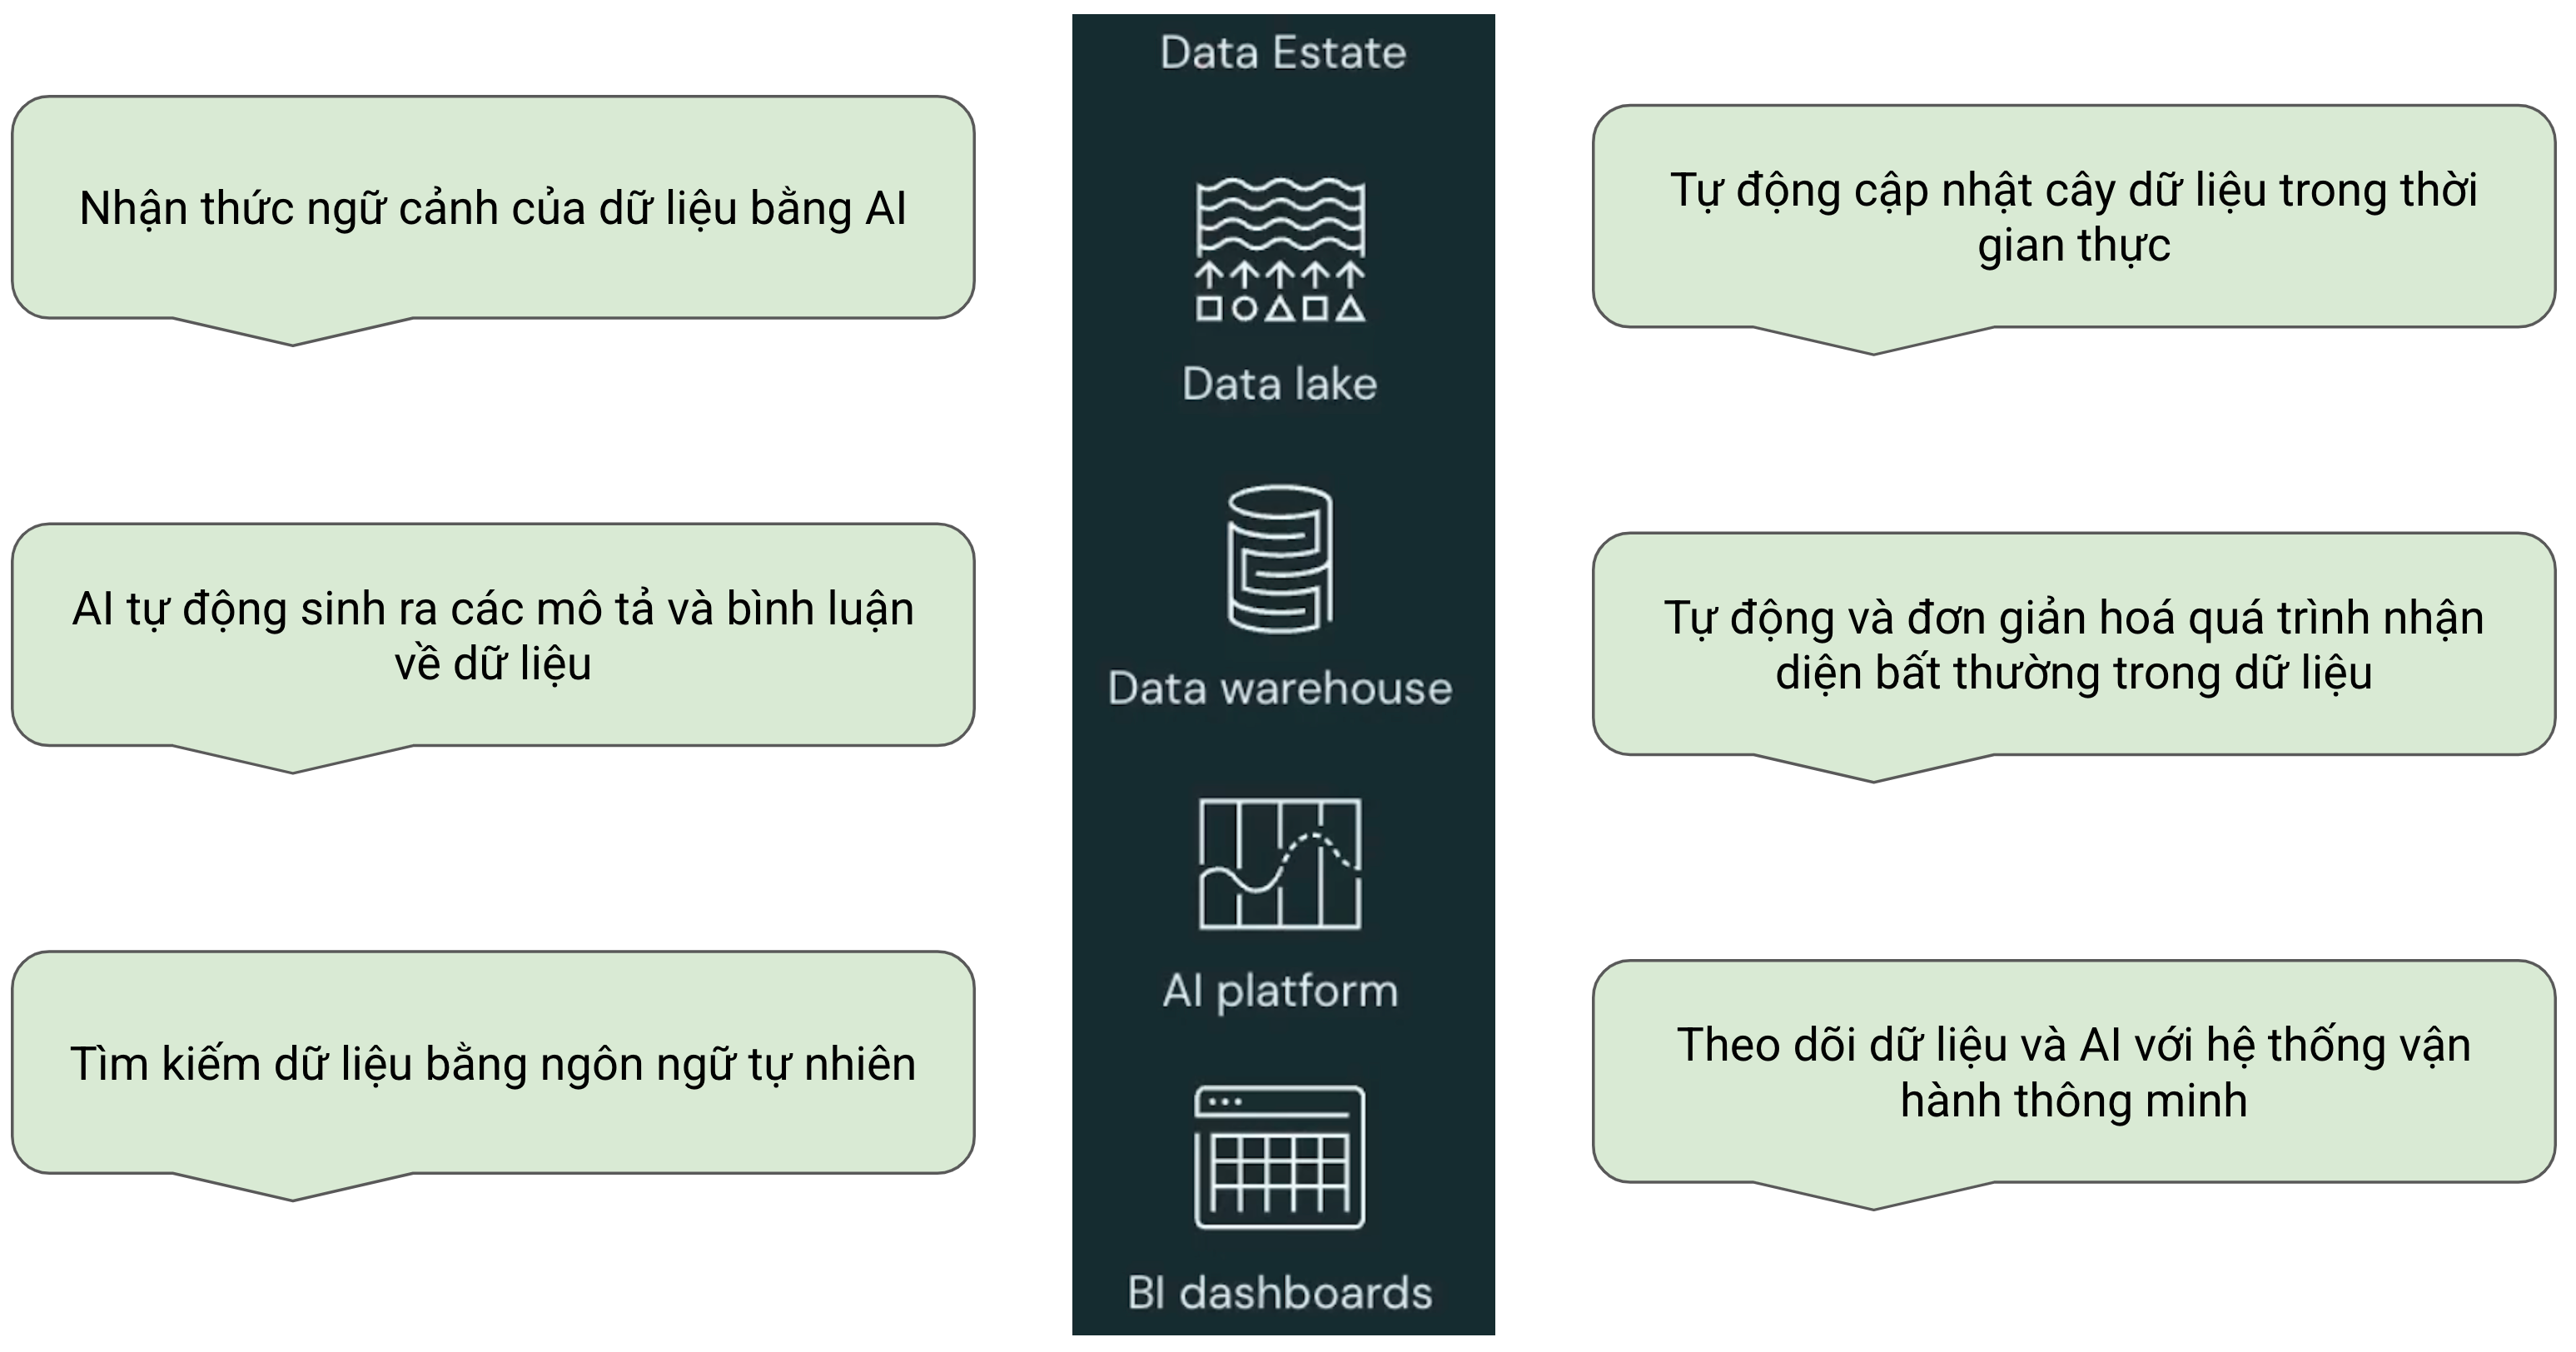 Nhận thức ngữ cảnh của dữ liệu bằng AI
AI tự động sinh ra các mô tả và bình luận
về dữ liệu
Tìm kiếm dữ liệu bằng ngôn ngữ tự nhiên
Data Estate
Data lake
Data warehouse
AI platform
BI dashboards
Tự động cập nhật cây dữ liệu trong thời
gian thực
Tự động và đơn giản hoá quá trình nhận
diện bất thường trong dữ liệu
Theo dõi dữ liệu và AI với hệ thống vận
hành thông minh